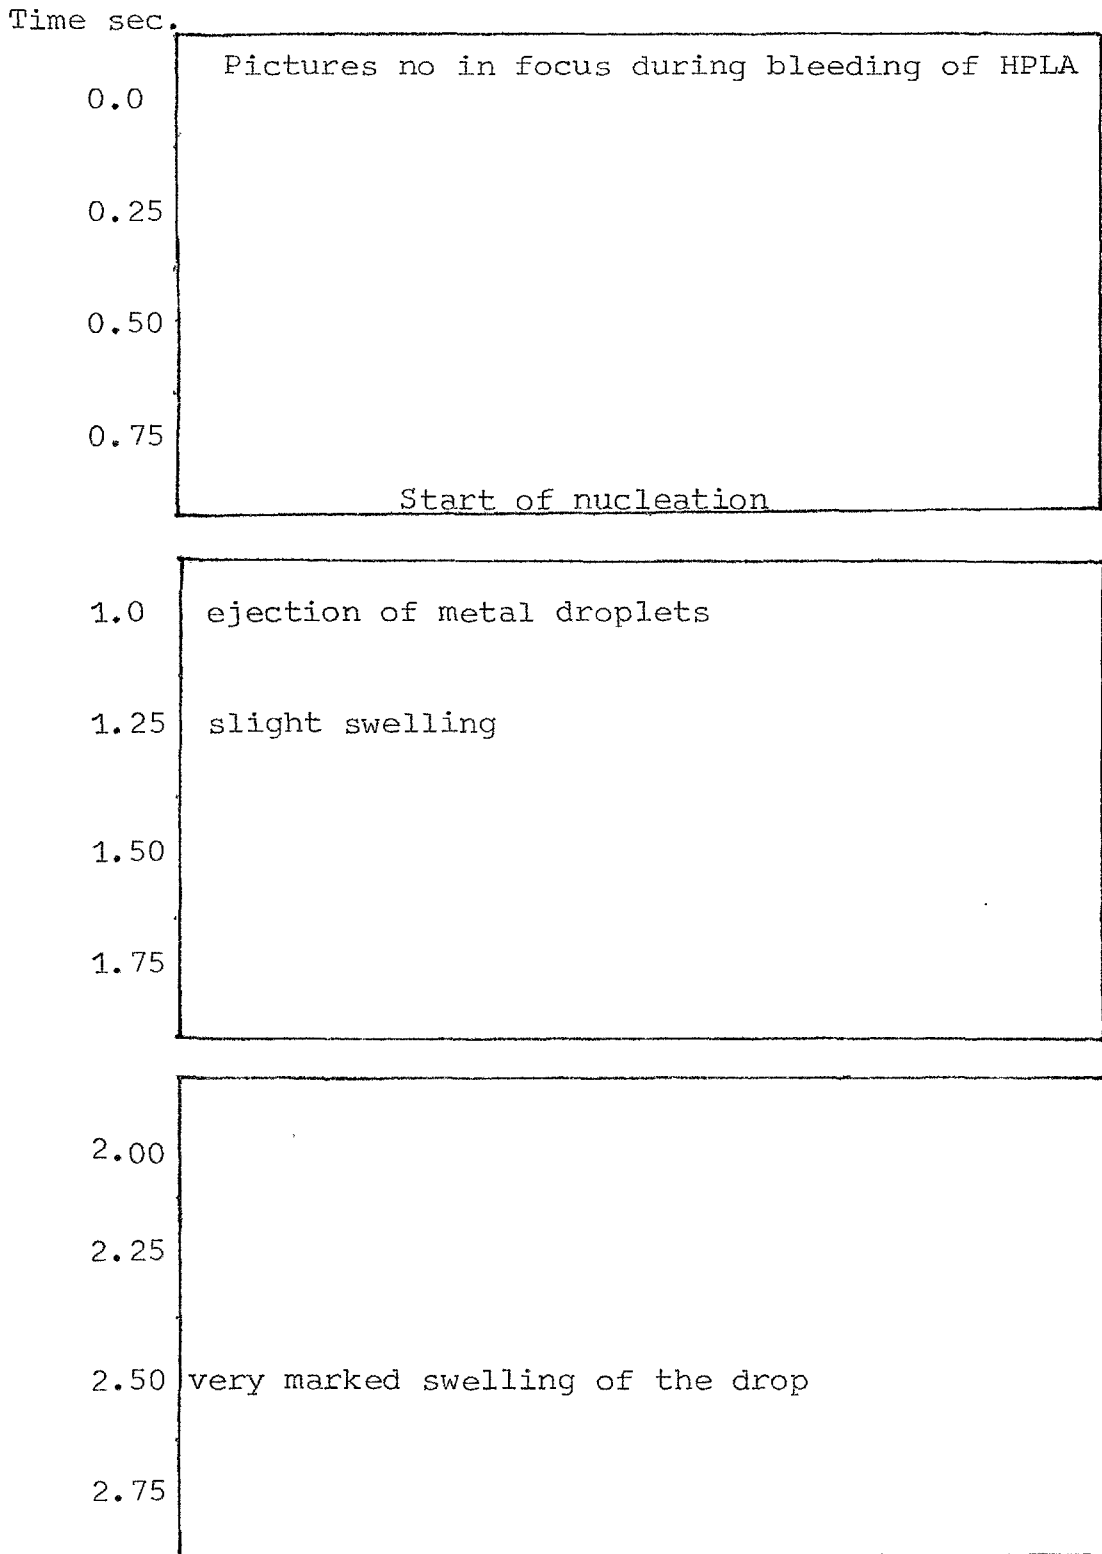 Time sec.
Pictures no in focus during bleeding of HPLA
0.0
0.25
0.50
0.75
Start of nucleation
1.0 ejection of metal droplets
1.25 slight swelling
1.50
1.75
2.00
2.25
2.50 very marked swelling of the drop
2.75